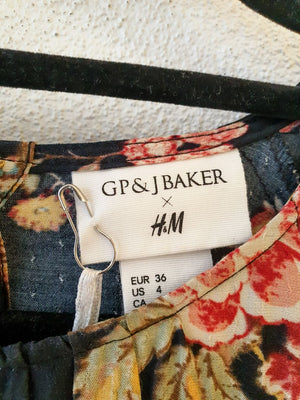 GP & J BAKER
×
H&M
EUR 36
US 4
CA